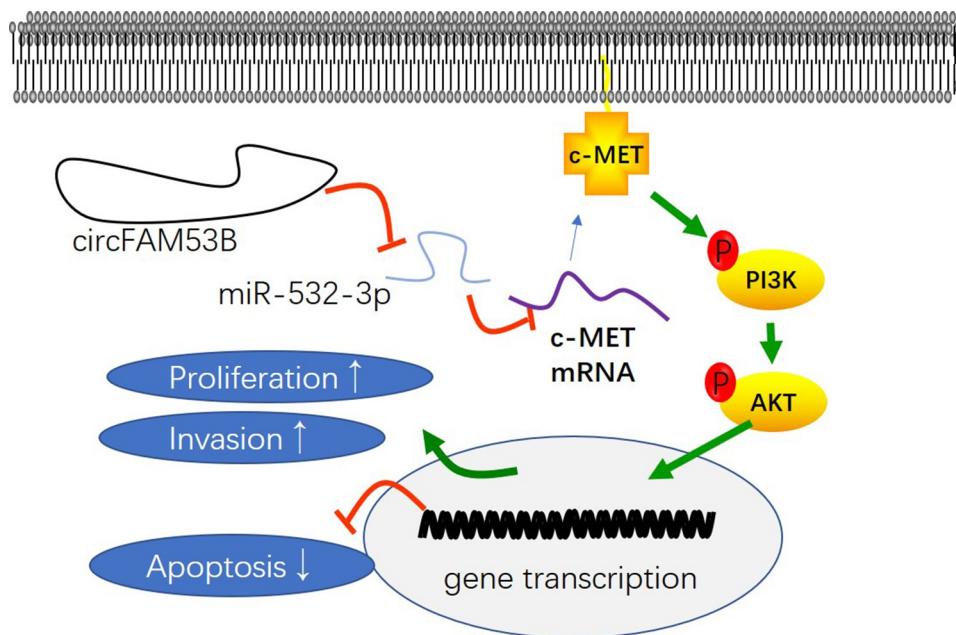 c-MET
circFAM53B
P
PI3K
miR-532-3p
c-MET
mRNA
Proliferation ↑
P
AKT
Invasion ↑
Apoptosis ↓
gene transcription